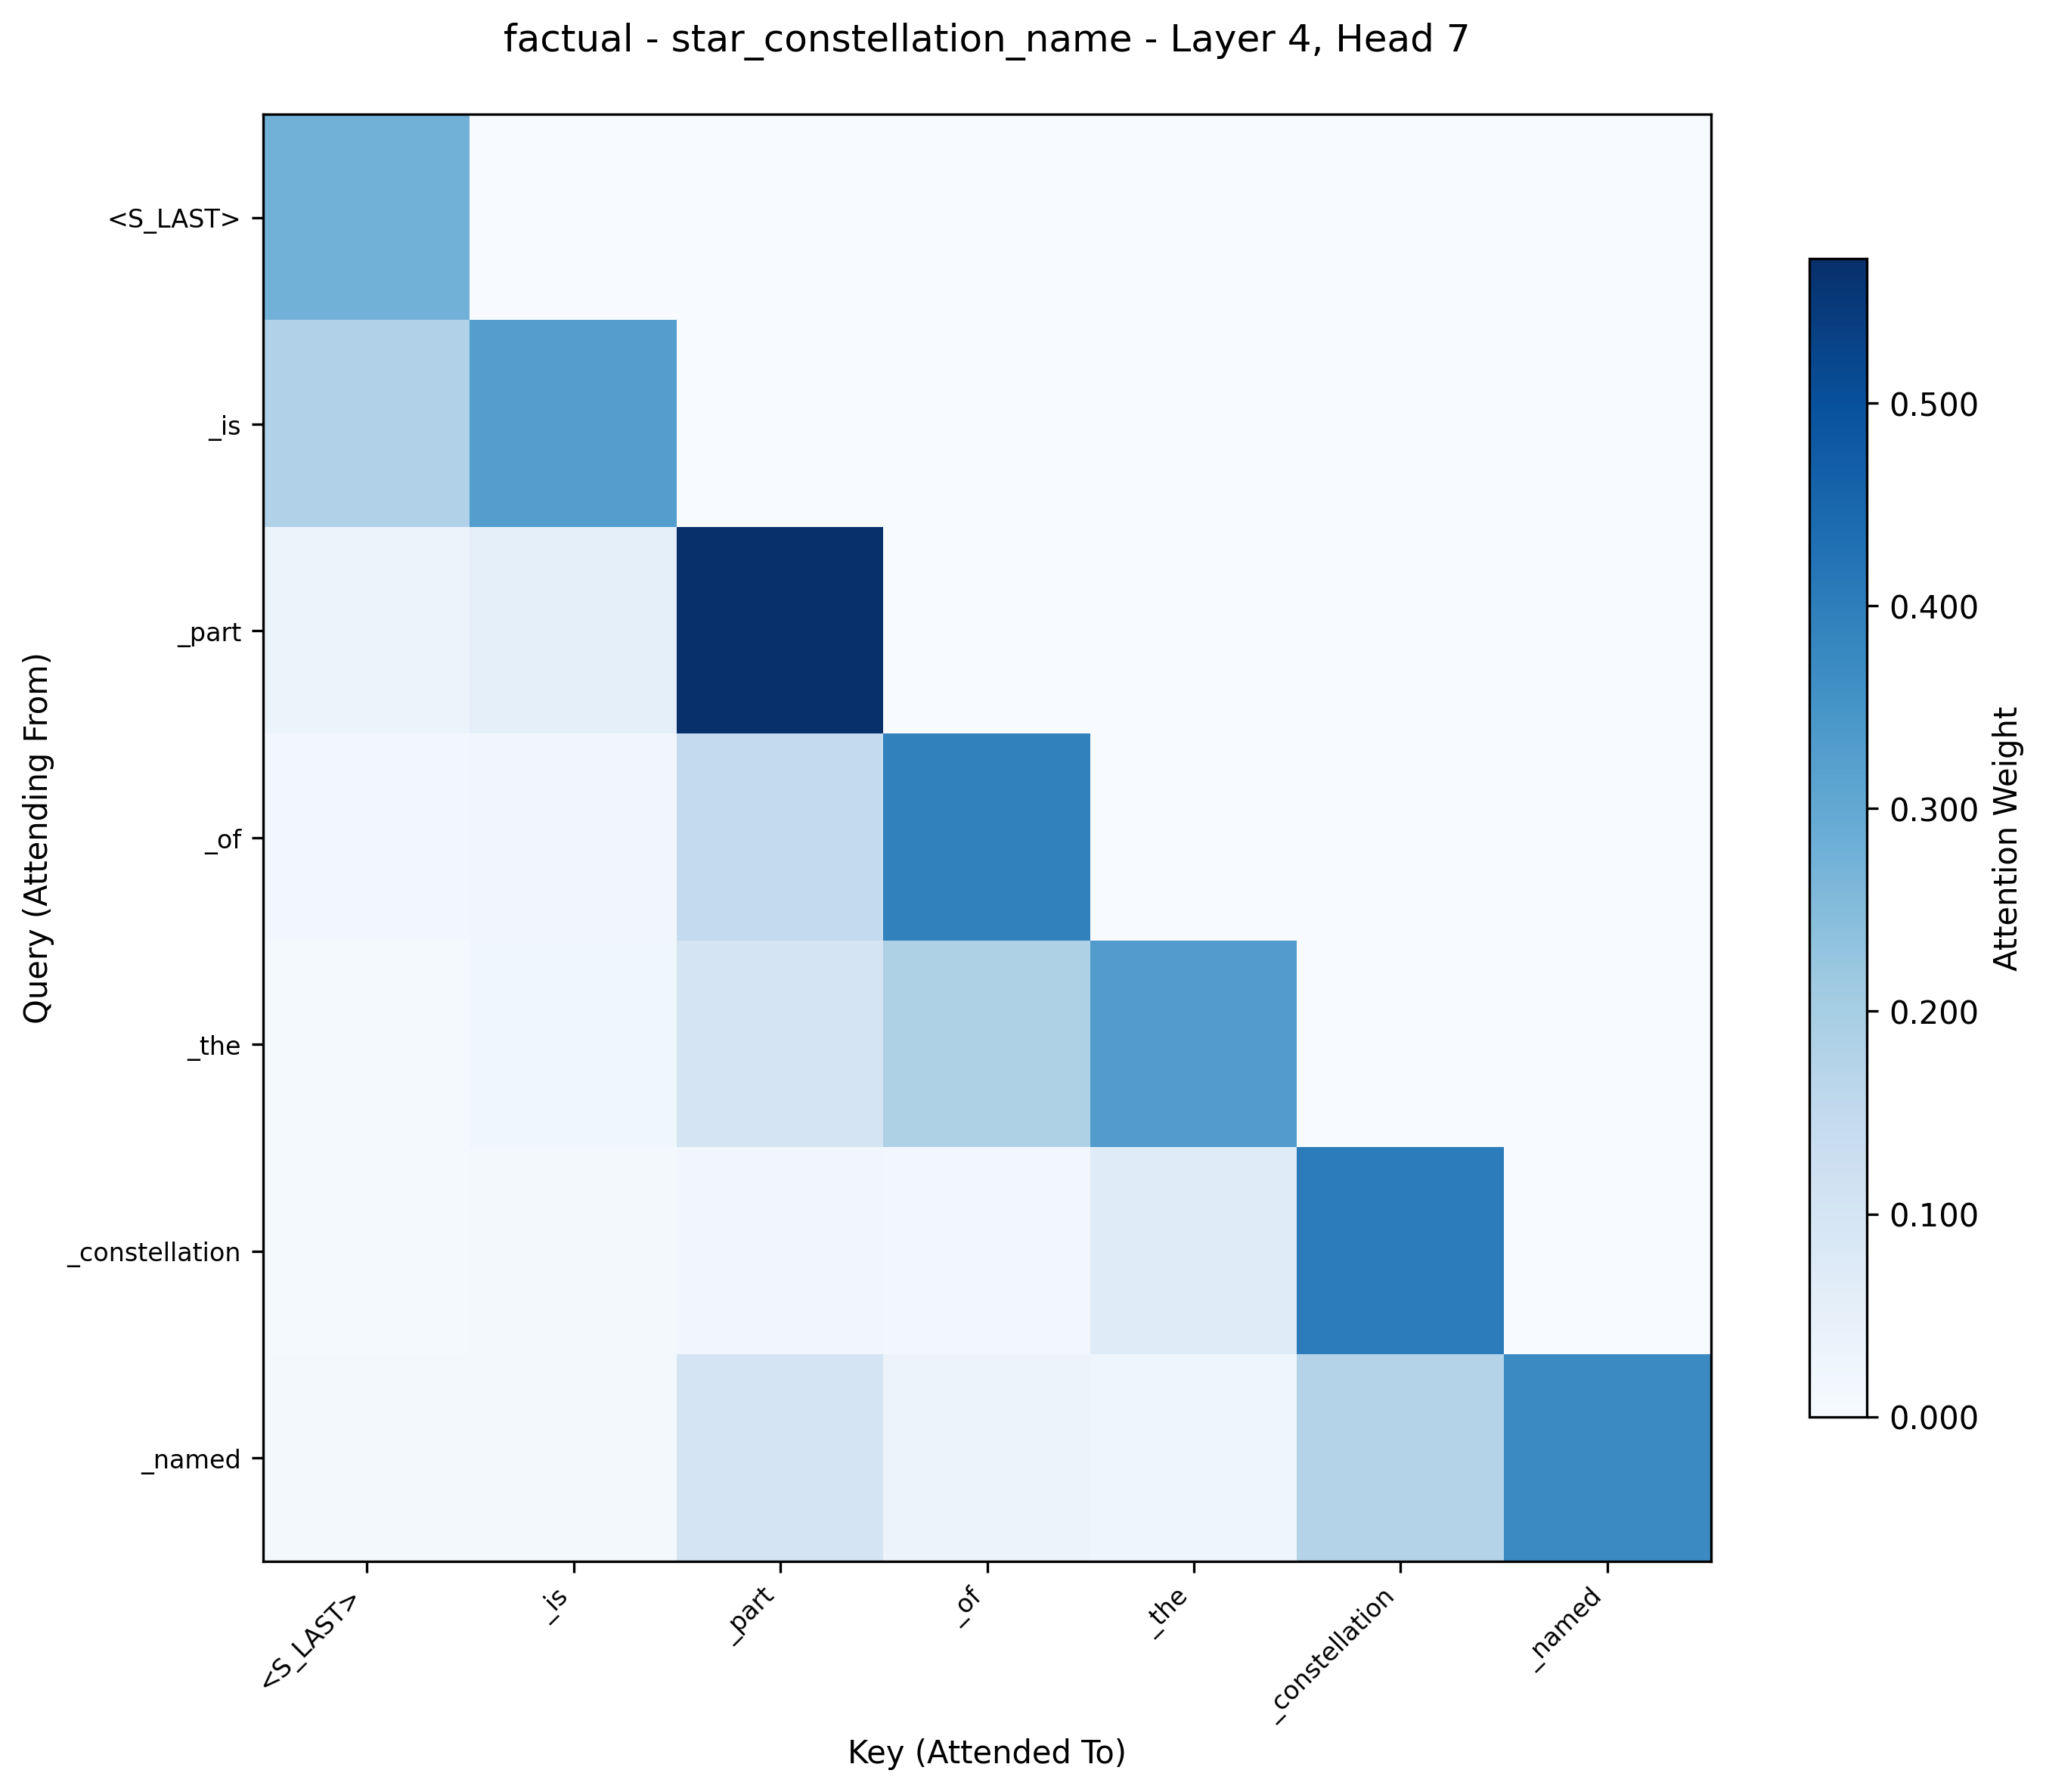 factual - star_constellation_name - Layer 4, Head 7
Query (Attending From)
<S_LAST>
_is
_part
_of
_the
_constellation
_named
<S_LAST>
_is
_part
_of
_the
_constellation
_named
Key (Attended To)
0.500
0.400
0.300
0.200
0.100
0.000
Attention Weight